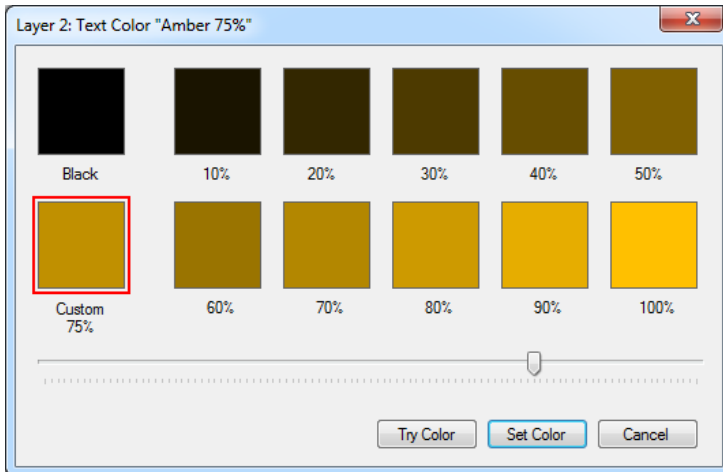 Layer 2: Text Color "Amber 75%"
Black 10% 20% 30% 40% 50%
Custom 60% 70% 80% 90% 100%
75%
Try Color Set Color Cancel